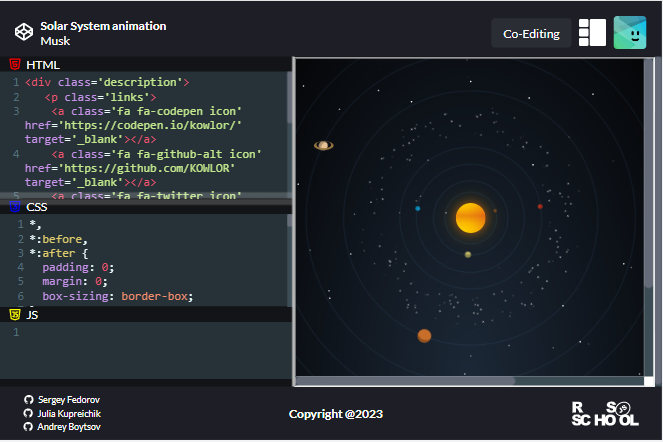 Solar System animation
Musk
Co-Editing
HTML
1 <div class='description'>
2 <p class='links'>
3 <a class='fa fa-codepen icon'
href='https://codepen.io/kowlor/'
target='_blank'></a>
4 <a class='fa fa-github-alt icon'
href='https://github.com/KOWLOR'
target='_blank'></a>
5 <a class='fa fa-twitter icon'
CSS
1 *,
2 *:before,
3 *:after {
4 padding: 0;
5 margin: 0;
6 box-sizing: border-box;
JS
1
Sergey Fedorov
Julia Kupreichik
Andrey Boytsov
Copyright @2023
RS
SCHOOL
JS